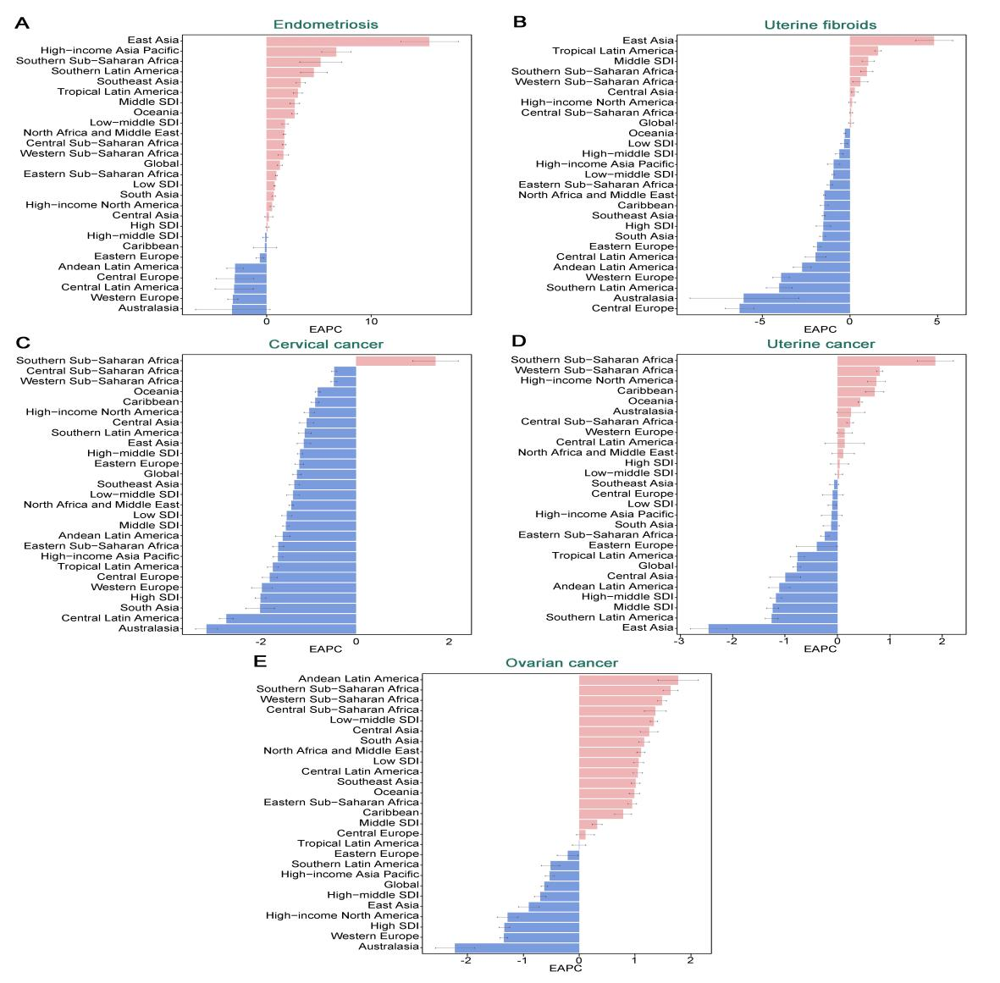 A
Endometriosis
East Asia
High−income Asia Pacific
Southern Sub−Saharan Africa
Southern Latin America
Southeast Asia
Tropical Latin America
Middle SDI
Oceania
Low−middle SDI
North Africa and Middle East
Central Sub−Saharan Africa
Western Sub−Saharan Africa
Global
Eastern Sub−Saharan Africa
Low SDI
South Asia
High−income North America
Central Asia
High SDI
High−middle SDI
Caribbean
Eastern Europe
Andean Latin America
Central Europe
Central Latin America
Western Europe
Australasia
0 10
EAPC
B
Uterine fibroids
East Asia
Tropical Latin America
Middle SDI
Southern Sub−Saharan Africa
Western Sub−Saharan Africa
Central Asia
High−income North America
Central Sub−Saharan Africa
Global
Oceania
Low SDI
High−middle SDI
High−income Asia Pacific
Low−middle SDI
Eastern Sub−Saharan Africa
North Africa and Middle East
Caribbean
Southeast Asia
High SDI
South Asia
Eastern Europe
Central Latin America
Andean Latin America
Western Europe
Southern Latin America
Australasia
Central Europe
-5 0 5
EAPC
C
Cervical cancer
Southern Sub−Saharan Africa
Central Sub−Saharan Africa
Western Sub−Saharan Africa
Oceania
Caribbean
High−income North America
Central Asia
Southern Latin America
East Asia
High−middle SDI
Eastern Europe
Global
Southeast Asia
Low−middle SDI
North Africa and Middle East
Low SDI
Middle SDI
Andean Latin America
Eastern Sub−Saharan Africa
High−income Asia Pacific
Tropical Latin America
Central Europe
Western Europe
High SDI
South Asia
Central Latin America
Australasia
-2 0 2
EAPC
D
Uterine cancer
Southern Sub−Saharan Africa
Western Sub−Saharan Africa
High−income North America
Caribbean
Oceania
Australasia
Central Sub−Saharan Africa
Western Europe
Central Latin America
North Africa and Middle East
High SDI
Low−middle SDI
Southeast Asia
Central Europe
Low SDI
High−income Asia Pacific
South Asia
Eastern Sub−Saharan Africa
Eastern Europe
Tropical Latin America
Global
Central Asia
Andean Latin America
High−middle SDI
Middle SDI
Southern Latin America
East Asia
-3 -2 -1 0 1 2
EAPC
E
Ovarian cancer
Andean Latin America
Southern Sub−Saharan Africa
Western Sub−Saharan Africa
Central Sub−Saharan Africa
Low−middle SDI
Central Asia
South Asia
North Africa and Middle East
Low SDI
Central Latin America
Southeast Asia
Oceania
Eastern Sub−Saharan Africa
Caribbean
Middle SDI
Central Europe
Tropical Latin America
Eastern Europe
Southern Latin America
High−income Asia Pacific
Global
High−middle SDI
East Asia
High−income North America
High SDI
Western Europe
Australasia
-2 -1 0 1 2
EAPC